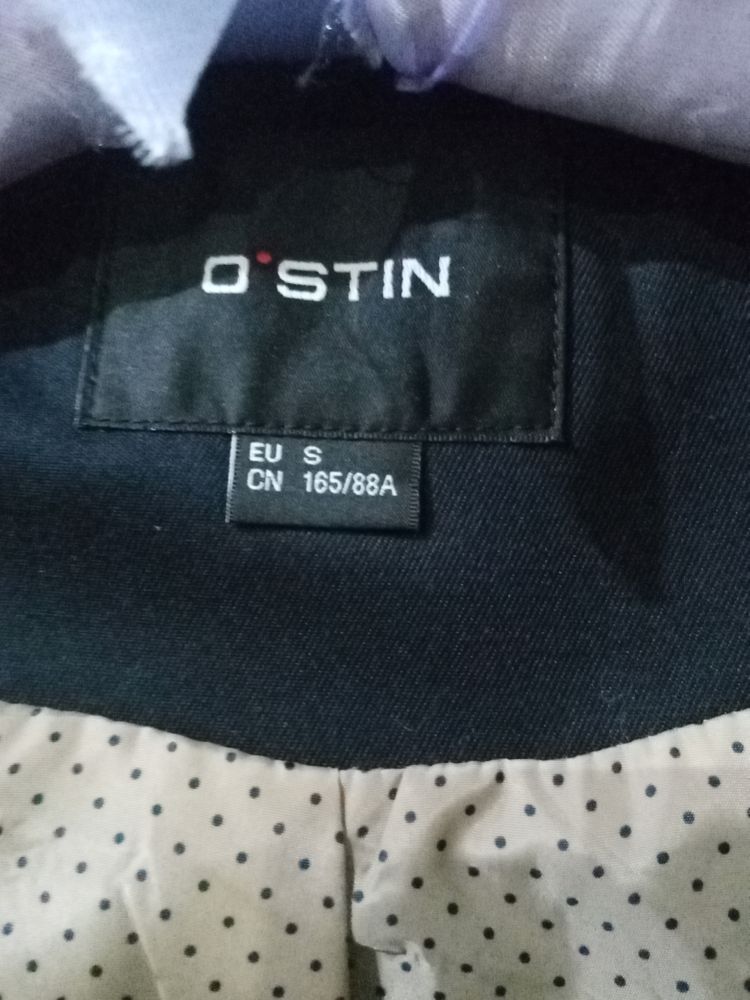 O'STIN
EU S
CN 165/88A